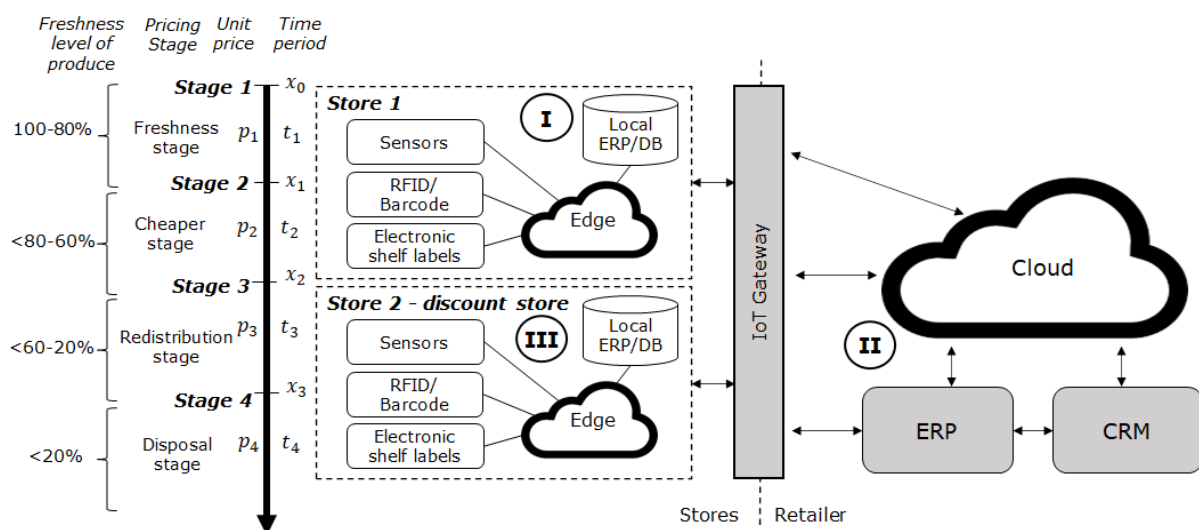 Freshness
level of
produce
Pricing
Stage
Unit
price
Time
period
Stage 1
x₀
100-80%
Freshness
stage
p₁
t₁
Stage 2
x₁
<80-60%
Cheaper
stage
p₂
t₂
Stage 3
x₂
<60-20%
Redistribution
stage
p₃
t₃
Stage 4
x₃
<20%
Disposal
stage
p₄
t₄
Store 1
I
Local
ERP/DB
Sensors
RFID/
Barcode
Electronic
shelf labels
Edge
Store 2 - discount store
III
Local
ERP/DB
Sensors
RFID/
Barcode
Electronic
shelf labels
Edge
IoT Gateway
Cloud
II
ERP
CRM
Stores
Retailer